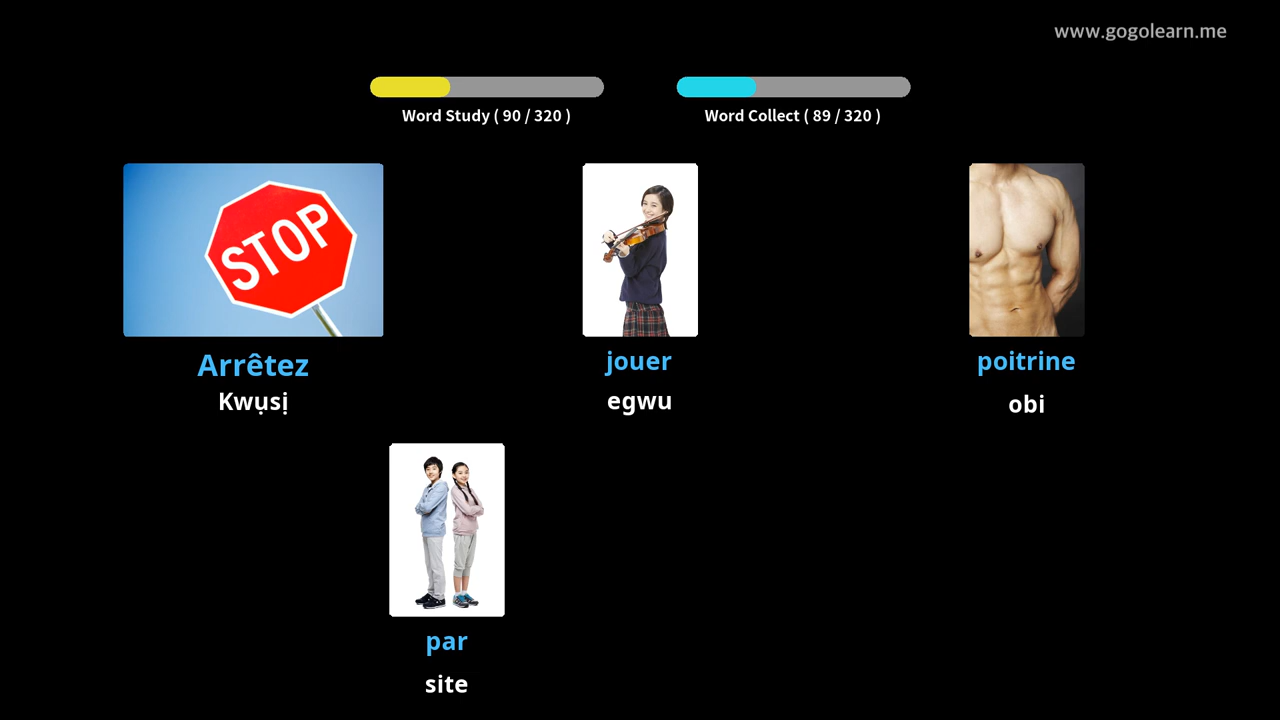 www.gogolearn.me
Word Study ( 90 / 320 )
Word Collect ( 89 / 320 )
STOP
Arrêtez
Kwụsị
jouer
egwu
poitrine
obi
par
site